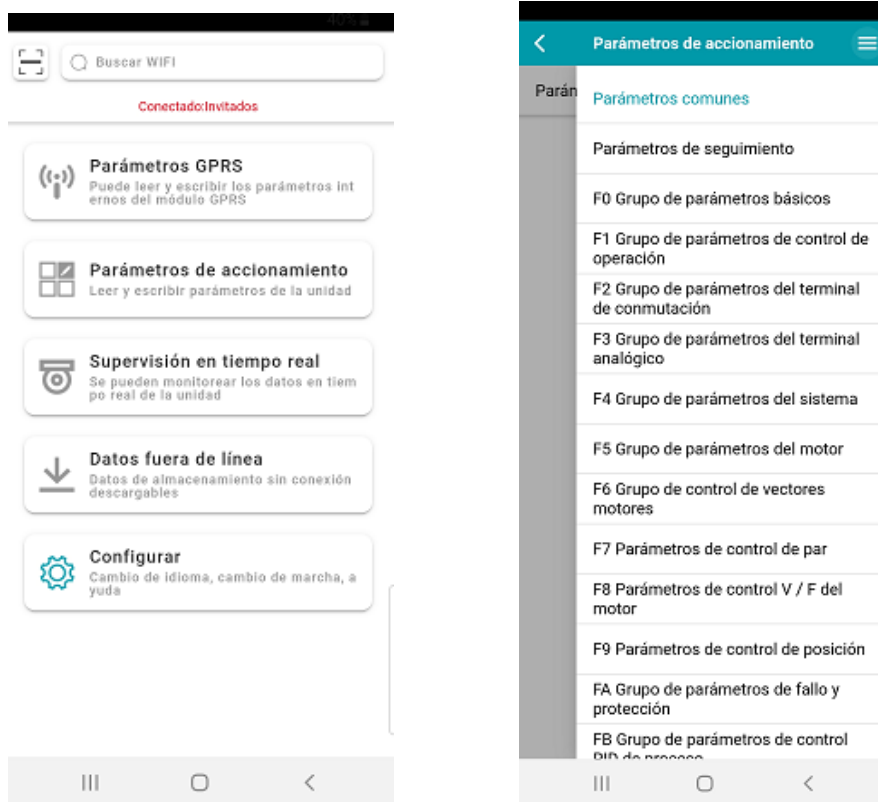 40%
Buscar WIFI
Conectado:Invitados
Parámetros GPRS
Puede leer y escribir los parámetros int
ernos del módulo GPRS
Parámetros de accionamiento
Leer y escribir parámetros de la unidad
Supervisión en tiempo real
Se pueden monitorear los datos en tiem
po real de la unidad
Datos fuera de línea
Datos de almacenamiento sin conexión
descargables
Configurar
Cambio de idioma, cambio de marcha, a
yuda
Parámetros de accionamiento
Parán
Parámetros comunes
Parámetros de seguimiento
F0 Grupo de parámetros básicos
F1 Grupo de parámetros de control de
operación
F2 Grupo de parámetros del terminal
de conmutación
F3 Grupo de parámetros del terminal
analógico
F4 Grupo de parámetros del sistema
F5 Grupo de parámetros del motor
F6 Grupo de control de vectores
motores
F7 Parámetros de control de par
F8 Parámetros de control V / F del
motor
F9 Parámetros de control de posición
FA Grupo de parámetros de fallo y
protección
FB Grupo de parámetros de control
PID de proceso